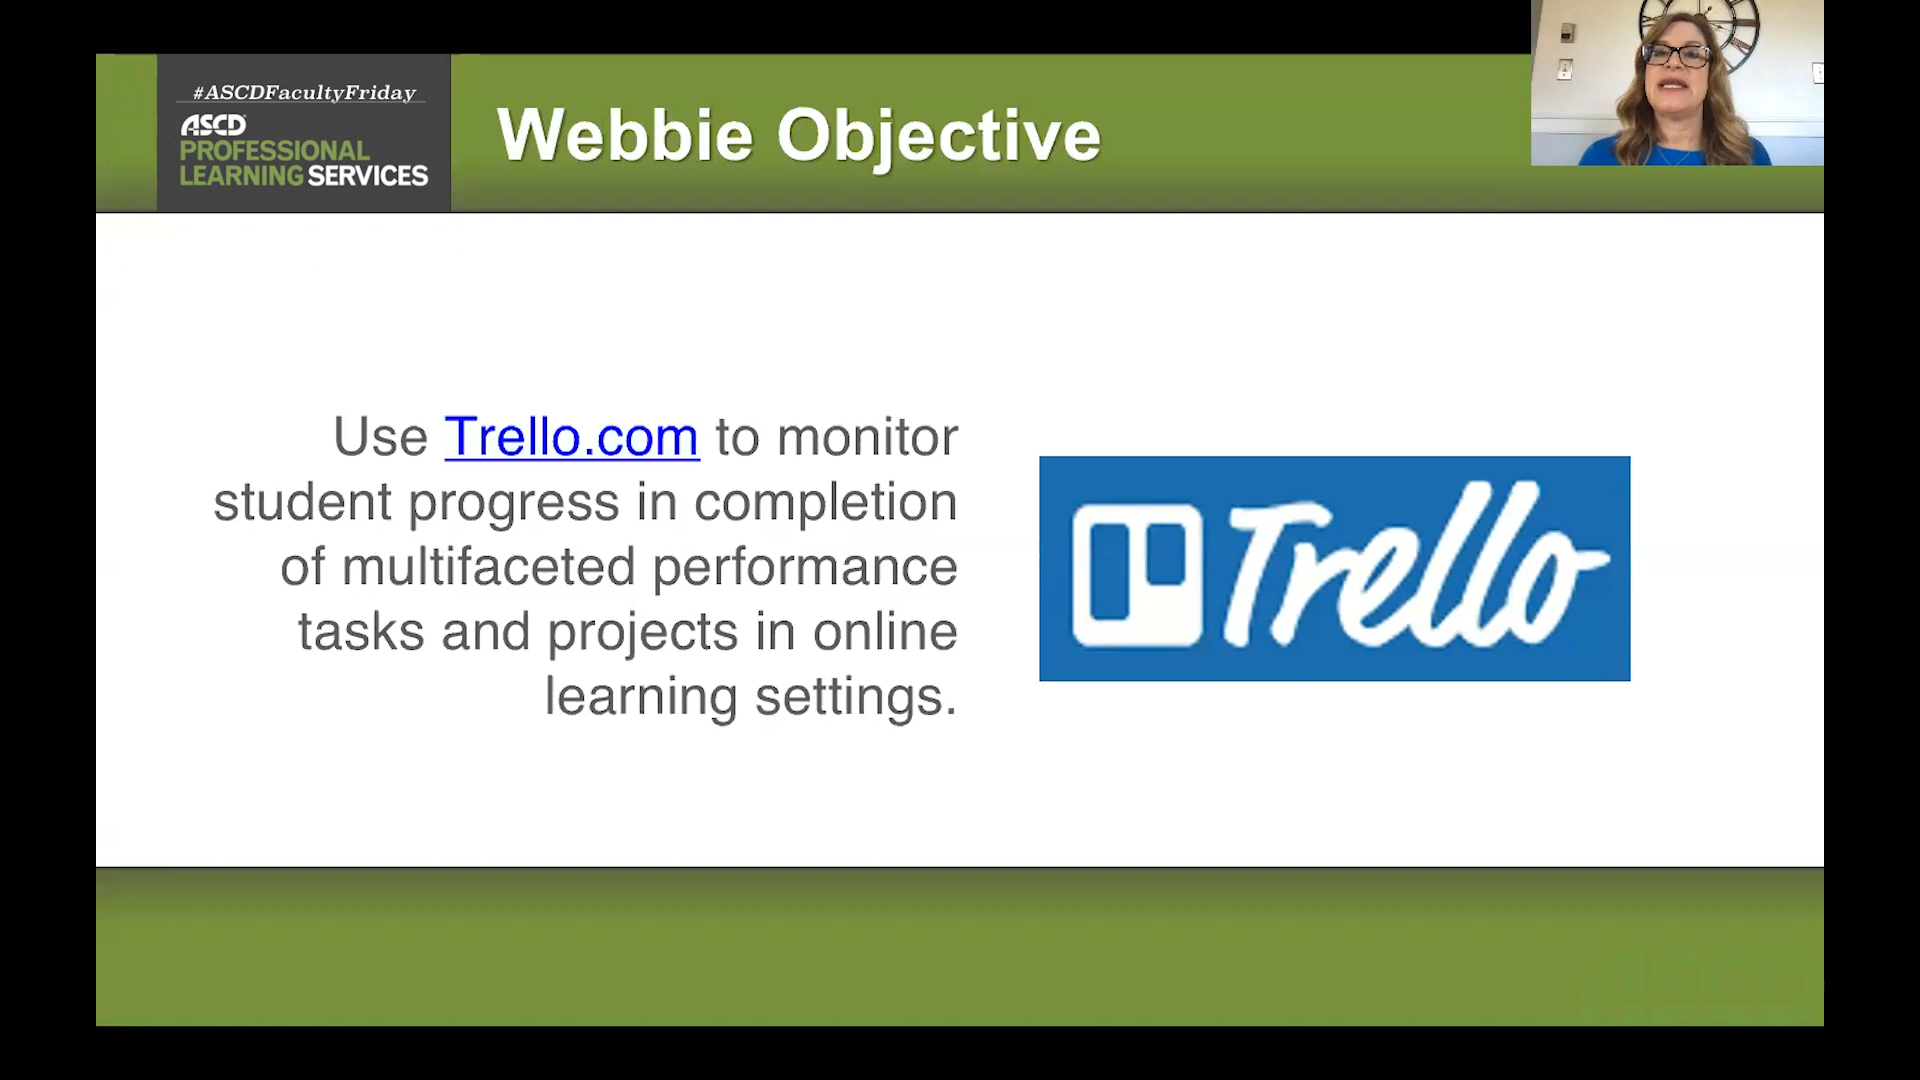 #ASCDFacultyFriday
ASCD
PROFESSIONAL
LEARNING SERVICES
Webbie Objective
Use Trello.com to monitor
student progress in completion
of multifaceted performance
tasks and projects in online
learning settings.
Trello
ASCD